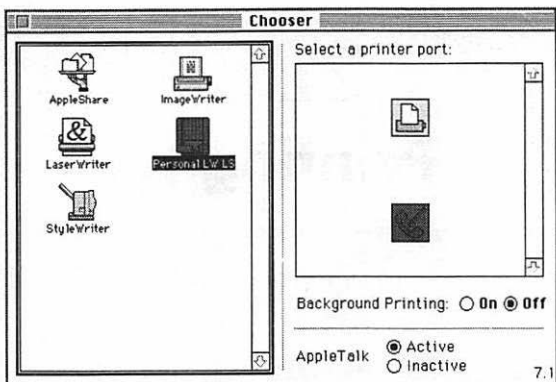 Chooser
AppleShare
ImageWriter
LaserWriter
Personal LW LS
StyleWriter
Select a printer port:
Background Printing: On Off
AppleTalk
Active
Inactive
7.1